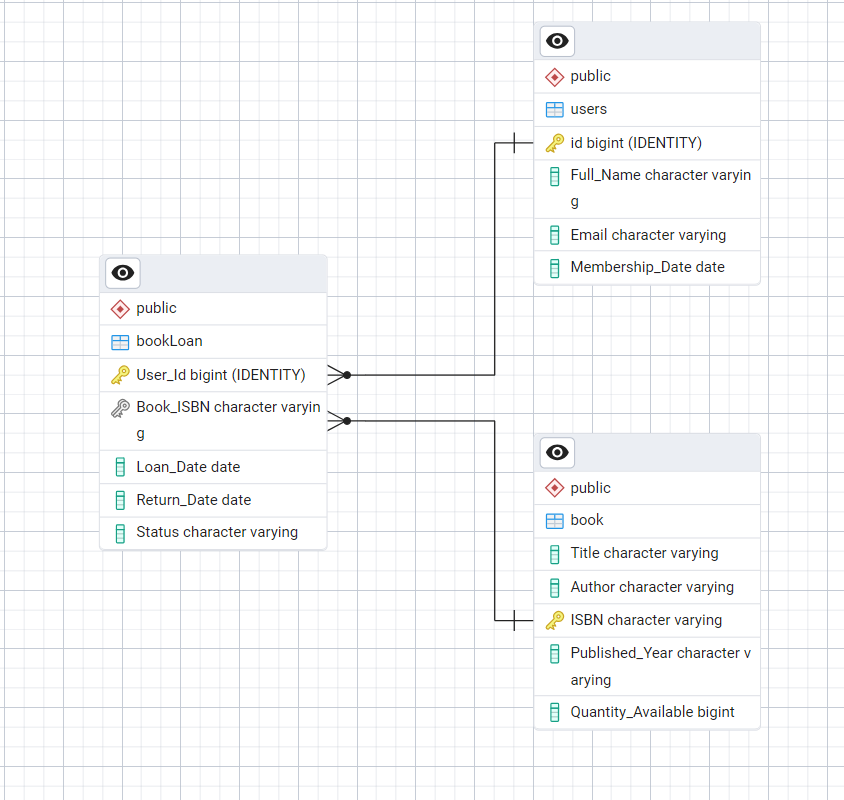 public
users
id bigint (IDENTITY)
Full_Name character varyin
g
Email character varying
Membership_Date date
public
bookLoan
User_Id bigint (IDENTITY)
Book_ISBN character varyin
g
Loan_Date date
Return_Date date
Status character varying
public
book
Title character varying
Author character varying
ISBN character varying
Published_Year character v
arying
Quantity_Available bigint